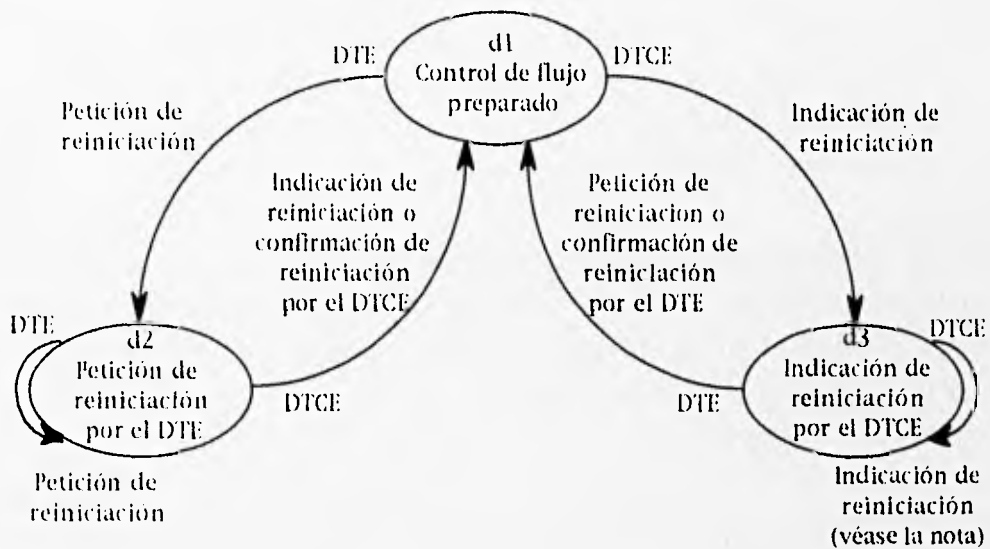 d1
Control de flujo
preparado
DTE
DTCE
Petición de
reiniciación
Indicación de
reiniciación
Indicación de
reiniciación o
confirmación de
reiniciación
por el DTCE
Petición de
reiniciacion o
confirmación de
reiniciación
por el DTE
DTE
d2
Petición de
reiniciación
por el DTE
DTCE
Petición de
reiniciación
DTE
d3
Indicación de
reiniciación
por el DTCE
DTCE
Indicación de
reiniciación
(véase la nota)